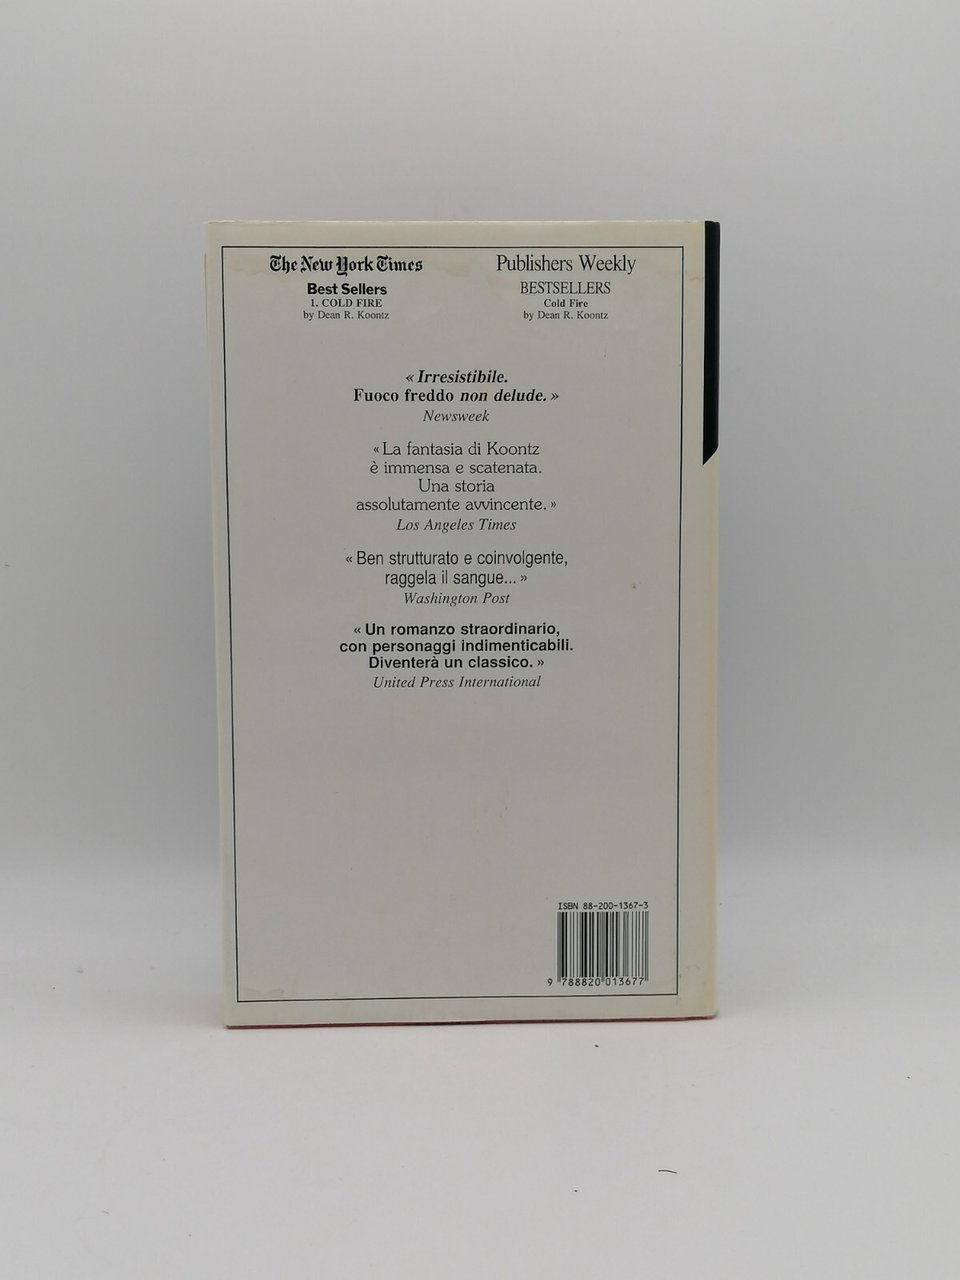 The New York Times
Best Sellers
1. COLD FIRE
by Dean R. Koontz
Publishers Weekly
BESTSELLERS
Cold Fire
by Dean R. Koontz
« Irresistibile.
Fuoco freddo non delude. »
Newsweek
« La fantasia di Koontz
è immensa e scatenata.
Una storia
assolutamente avvincente. »
Los Angeles Times
« Ben strutturato e coinvolgente,
raggela il sangue... »
Washington Post
« Un romanzo straordinario,
con personaggi indimenticabili.
Diventerà un classico. »
United Press International
ISBN 88-200-1367-3
9 788820 013677